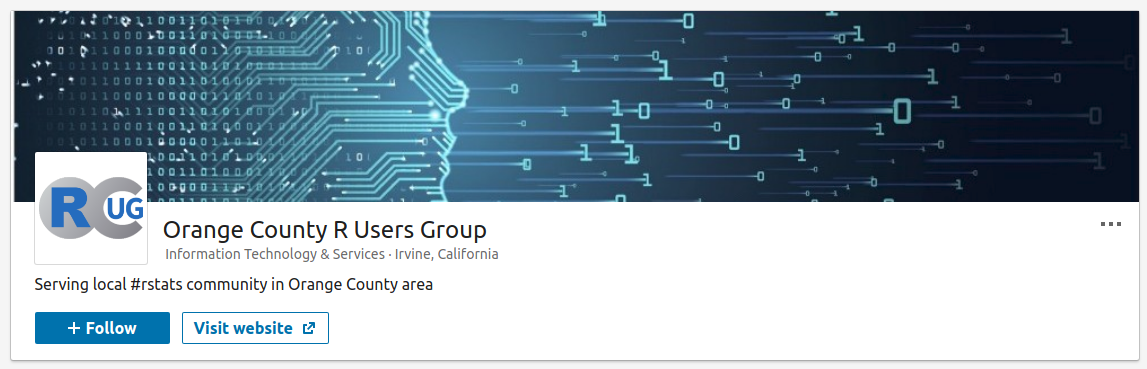 R UG
Orange County R Users Group
Information Technology & Services · Irvine, California
Serving local #rstats community in Orange County area
+ Follow
Visit website